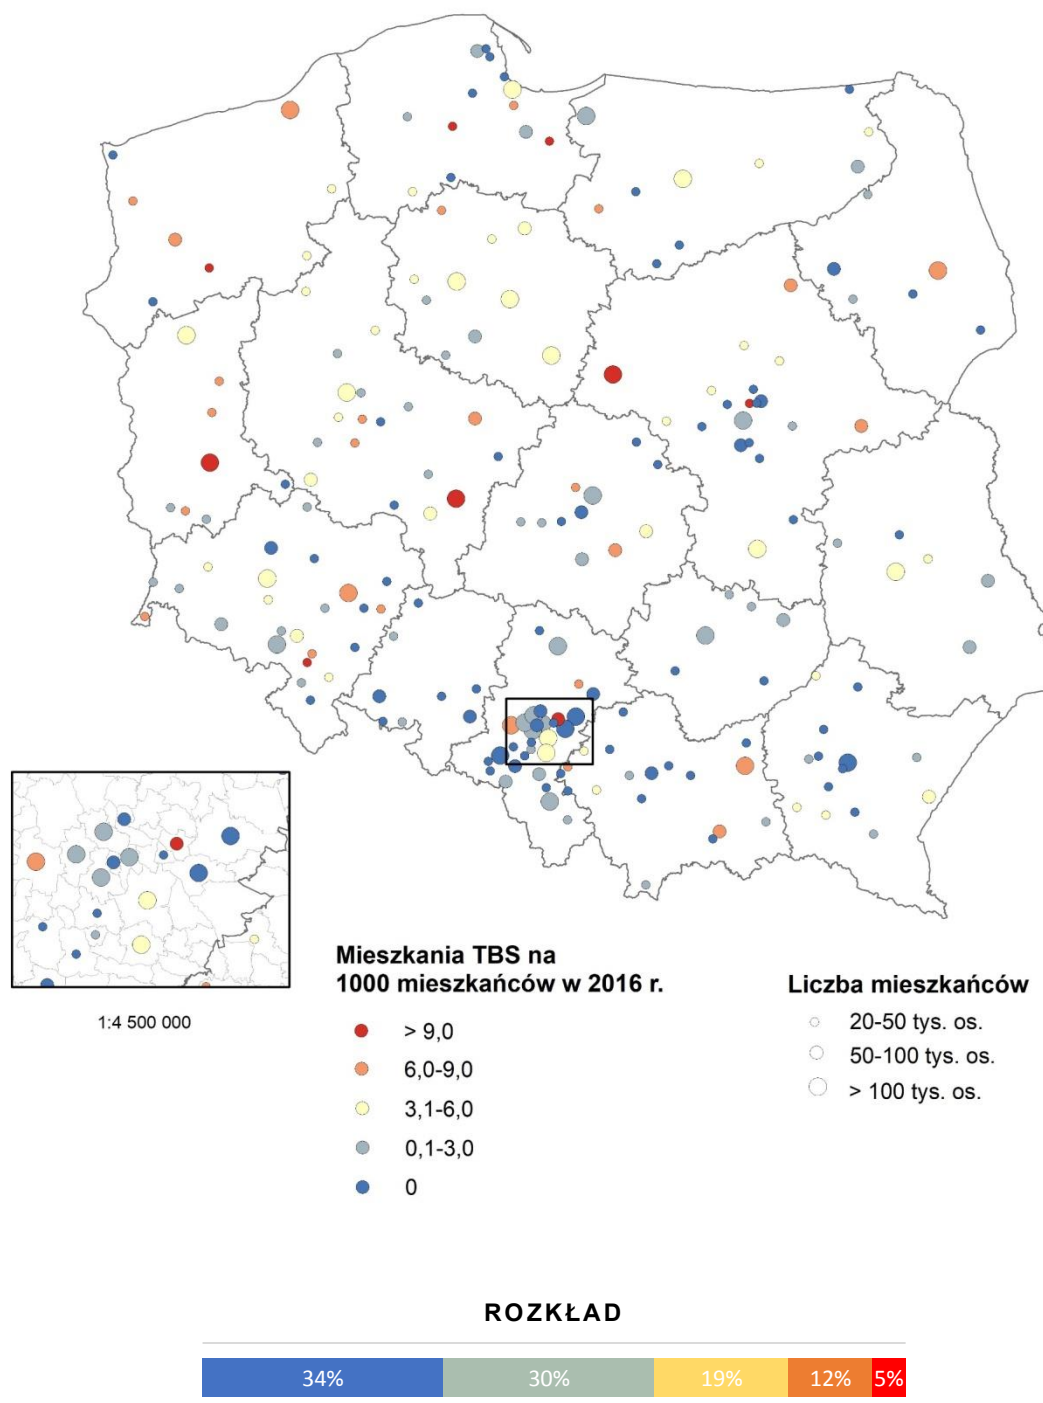 1:4 500 000
Mieszkania TBS na
1000 mieszkańców w 2016 r.
> 9,0
6,0-9,0
3,1-6,0
0,1-3,0
0
Liczba mieszkańców
20-50 tys. os.
50-100 tys. os.
> 100 tys. os.
ROZKŁAD
34% 30% 19% 12% 5%